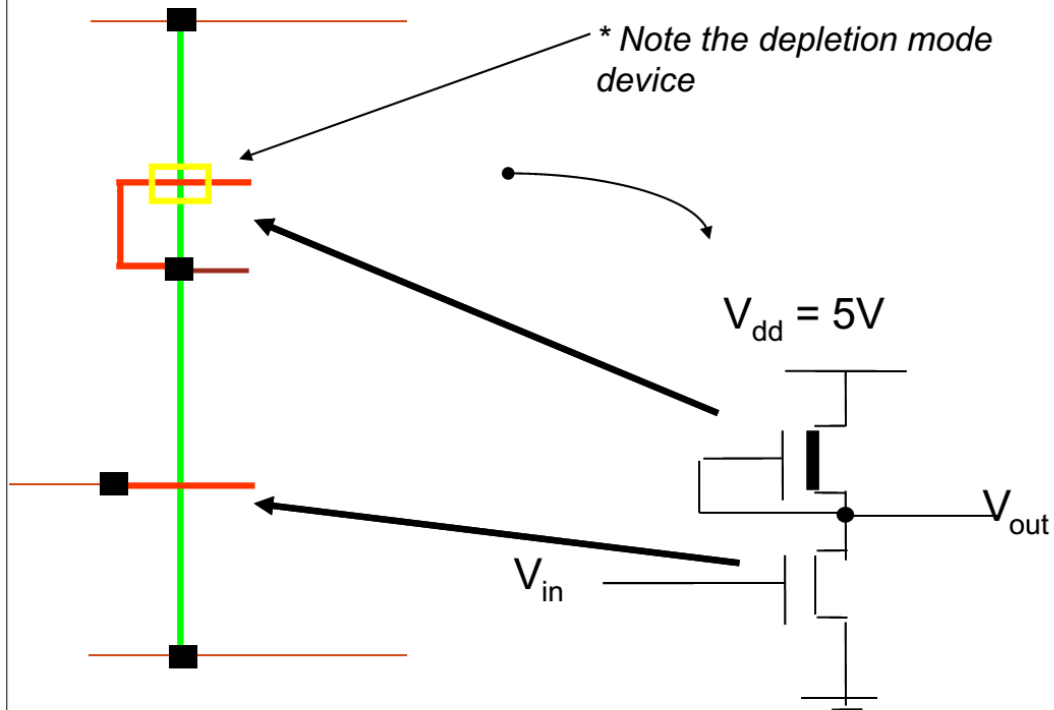 * Note the depletion mode
device
Vdd = 5V
Vout
Vin